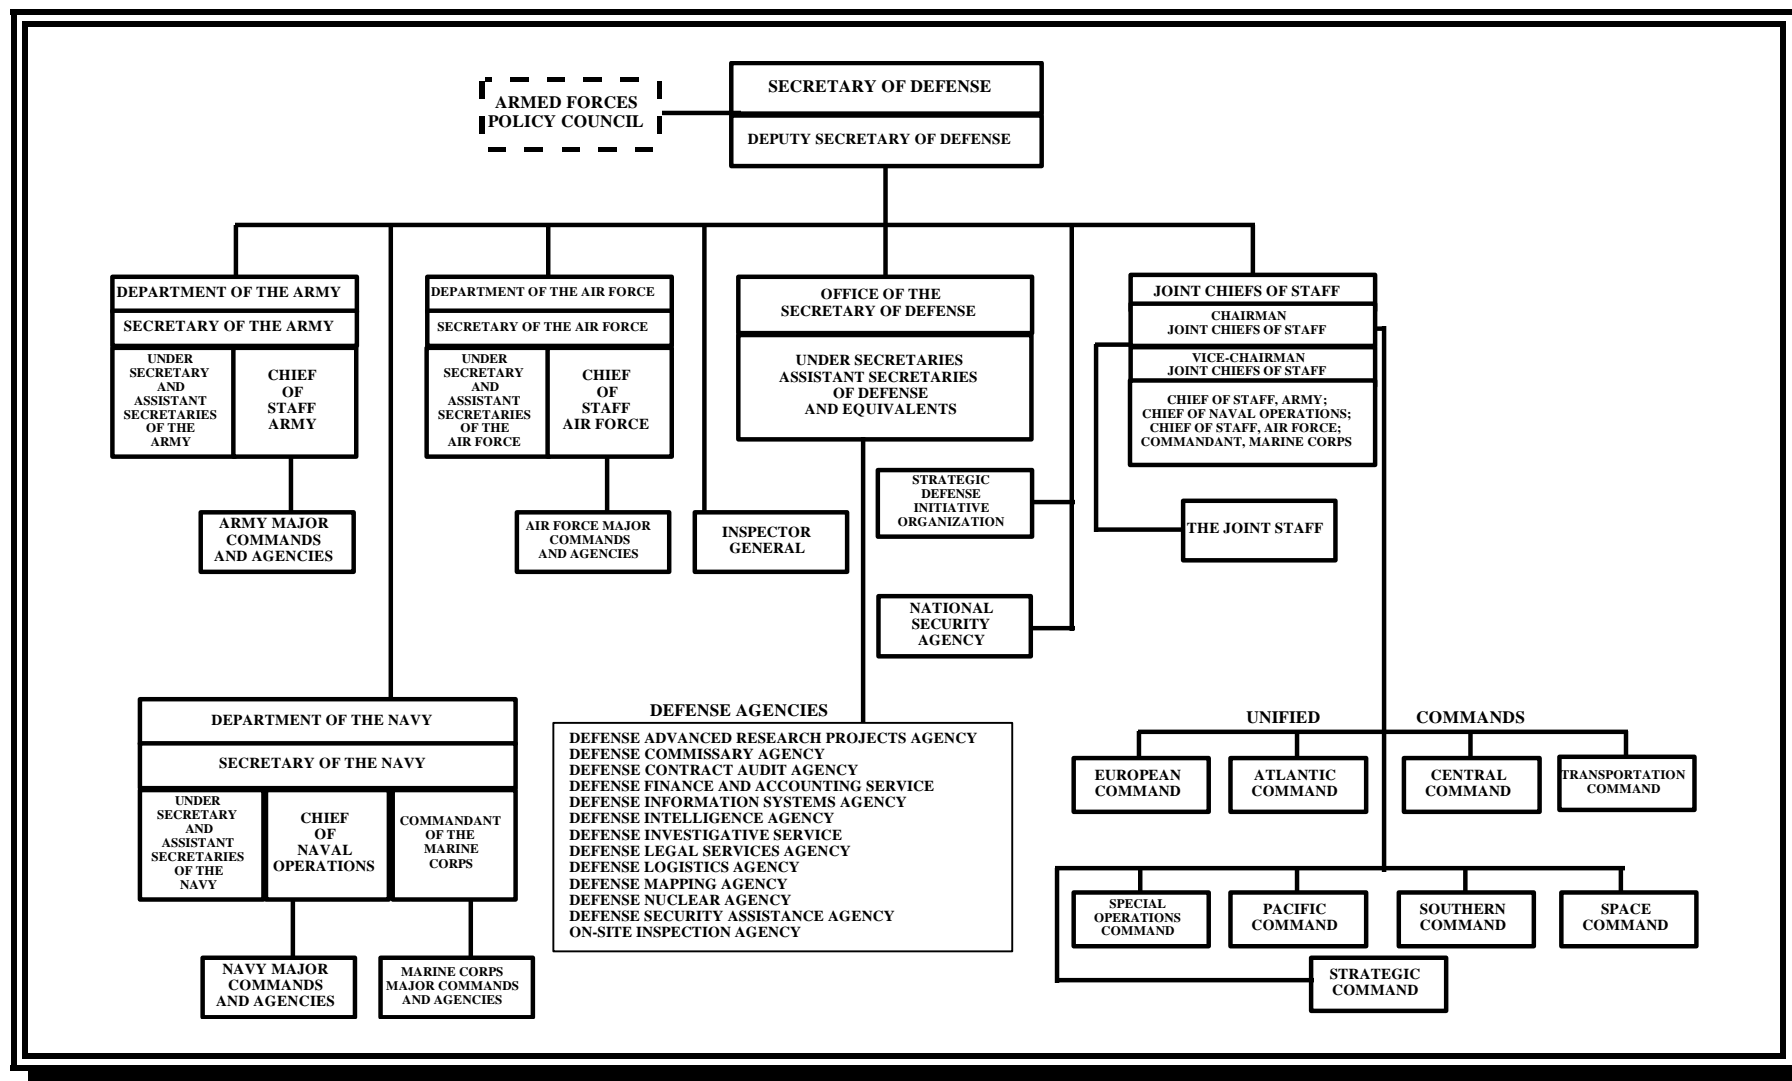 SECRETARY OF DEFENSE
DEPUTY SECRETARY OF DEFENSE
ARMED FORCES
POLICY COUNCIL
DEPARTMENT OF THE ARMY
SECRETARY OF THE ARMY
UNDER
SECRETARY
AND
ASSISTANT
SECRETARIES
OF THE
ARMY
CHIEF
OF
STAFF
ARMY
ARMY MAJOR
COMMANDS
AND AGENCIES
DEPARTMENT OF THE AIR FORCE
SECRETARY OF THE AIR FORCE
UNDER
SECRETARY
AND
ASSISTANT
SECRETARIES
OF THE
AIR FORCE
CHIEF
OF
STAFF
AIR FORCE
AIR FORCE MAJOR
COMMANDS
AND AGENCIES
INSPECTOR
GENERAL
OFFICE OF THE
SECRETARY OF DEFENSE
UNDER SECRETARIES
ASSISTANT SECRETARIES
OF DEFENSE
AND EQUIVALENTS
STRATEGIC
DEFENSE
INITIATIVE
ORGANIZATION
NATIONAL
SECURITY
AGENCY
JOINT CHIEFS OF STAFF
CHAIRMAN
JOINT CHIEFS OF STAFF
VICE-CHAIRMAN
JOINT CHIEFS OF STAFF
CHIEF OF STAFF, ARMY;
CHIEF OF NAVAL OPERATIONS;
CHIEF OF STAFF, AIR FORCE;
COMMANDANT, MARINE CORPS
THE JOINT STAFF
DEPARTMENT OF THE NAVY
SECRETARY OF THE NAVY
UNDER
SECRETARY
AND
ASSISTANT
SECRETARIES
OF THE
NAVY
CHIEF
OF
NAVAL
OPERATIONS
COMMANDANT
OF THE
MARINE
CORPS
NAVY MAJOR
COMMANDS
AND AGENCIES
MARINE CORPS
MAJOR COMMANDS
AND AGENCIES
DEFENSE AGENCIES
DEFENSE ADVANCED RESEARCH PROJECTS AGENCY
DEFENSE COMMISSARY AGENCY
DEFENSE CONTRACT AUDIT AGENCY
DEFENSE FINANCE AND ACCOUNTING SERVICE
DEFENSE INFORMATION SYSTEMS AGENCY
DEFENSE INTELLIGENCE AGENCY
DEFENSE INVESTIGATIVE SERVICE
DEFENSE LEGAL SERVICES AGENCY
DEFENSE LOGISTICS AGENCY
DEFENSE MAPPING AGENCY
DEFENSE NUCLEAR AGENCY
DEFENSE SECURITY ASSISTANCE AGENCY
ON-SITE INSPECTION AGENCY
UNIFIED COMMANDS
EUROPEAN
COMMAND
ATLANTIC
COMMAND
CENTRAL
COMMAND
TRANSPORTATION
COMMAND
SPECIAL
OPERATIONS
COMMAND
PACIFIC
COMMAND
SOUTHERN
COMMAND
SPACE
COMMAND
STRATEGIC
COMMAND